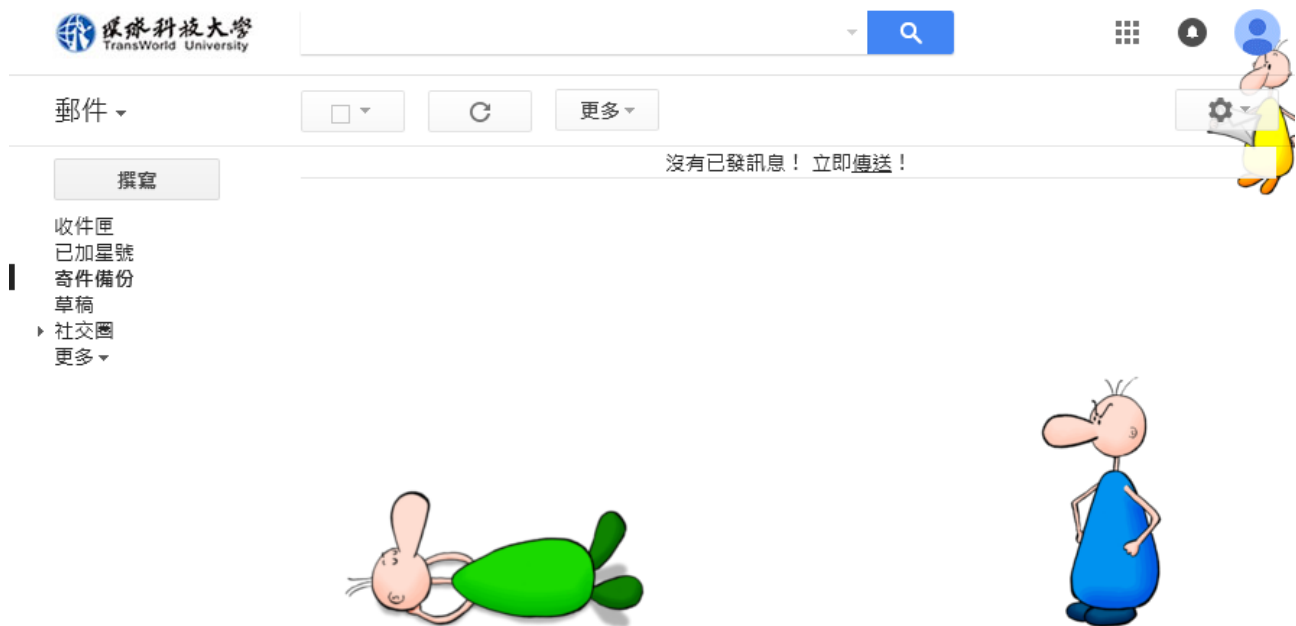 環球科技大學
TransWorld University
郵件
更多
沒有已發訊息！ 立即傳送！
撰寫
收件匣
已加星號
寄件備份
草稿
社交圈
更多